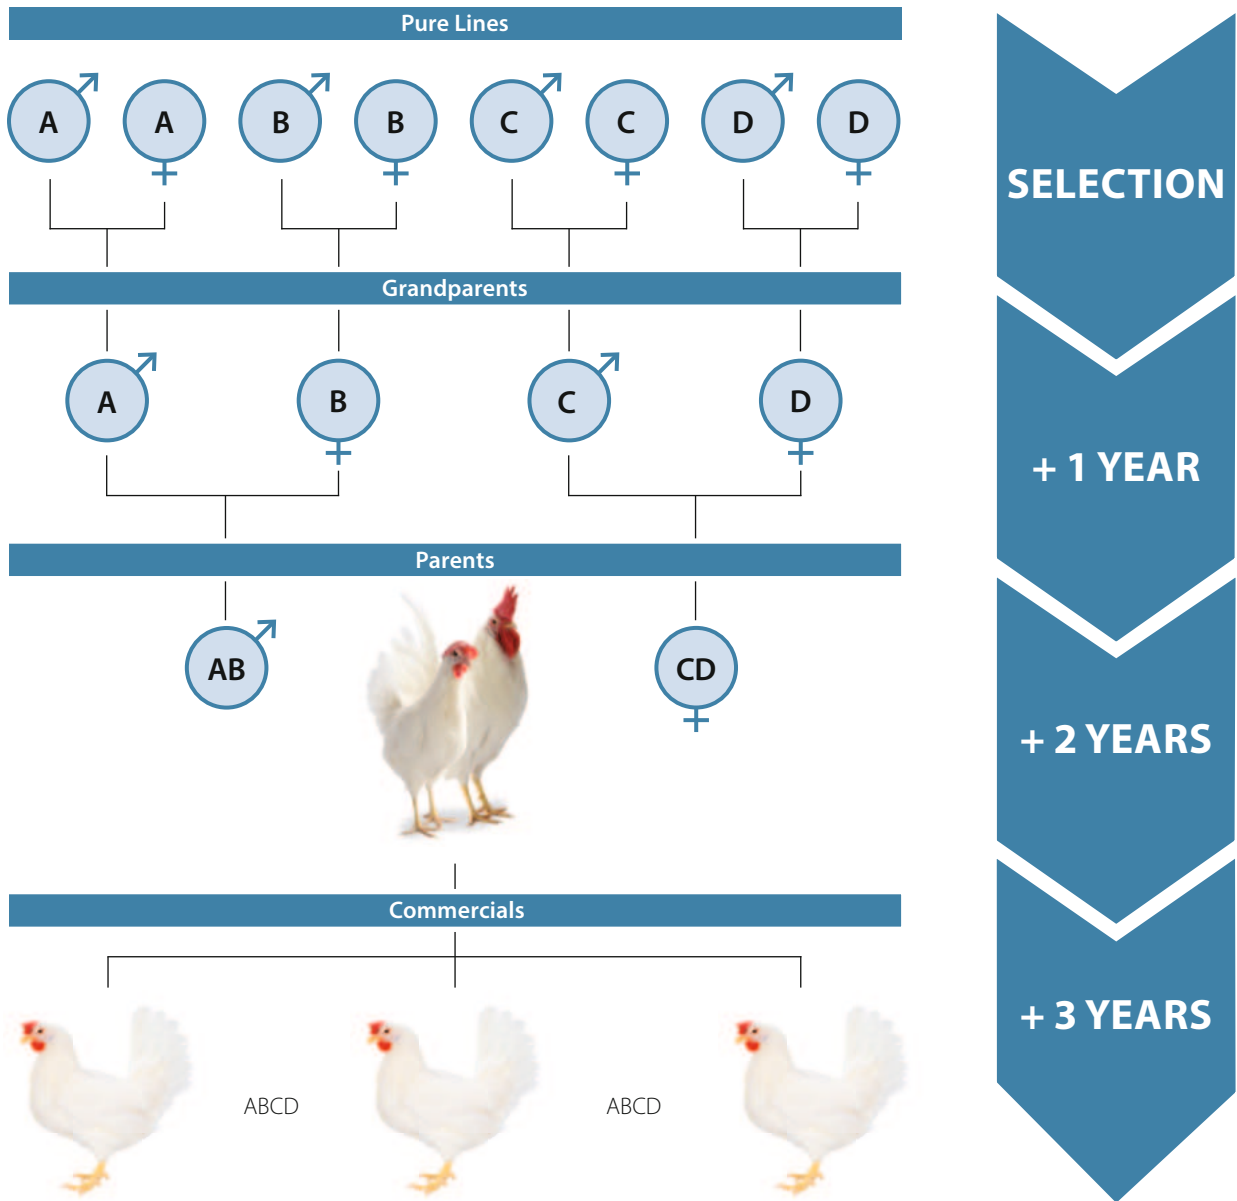 Pure Lines
A A B B C C D D
SELECTION
Grandparents
A B C D
+ 1 YEAR
Parents
AB CD
+ 2 YEARS
Commercials
+ 3 YEARS
ABCD ABCD